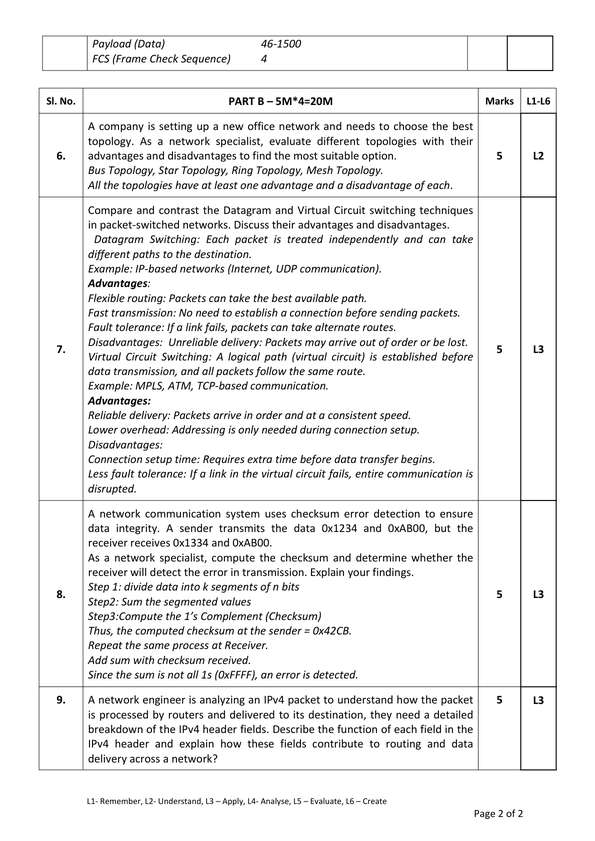 Payload (Data) 46-1500
FCS (Frame Check Sequence) 4
Sl. No. PART B – 5M*4=20M Marks L1-L6
6. A company is setting up a new office network and needs to choose the best
topology. As a network specialist, evaluate different topologies with their
advantages and disadvantages to find the most suitable option.
Bus Topology, Star Topology, Ring Topology, Mesh Topology.
All the topologies have at least one advantage and a disadvantage of each.
5 L2
7. Compare and contrast the Datagram and Virtual Circuit switching techniques
in packet-switched networks. Discuss their advantages and disadvantages.
Datagram Switching: Each packet is treated independently and can take
different paths to the destination.
Example: IP-based networks (Internet, UDP communication).
Advantages:
Flexible routing: Packets can take the best available path.
Fast transmission: No need to establish a connection before sending packets.
Fault tolerance: If a link fails, packets can take alternate routes.
Disadvantages: Unreliable delivery: Packets may arrive out of order or be lost.
Virtual Circuit Switching: A logical path (virtual circuit) is established before
data transmission, and all packets follow the same route.
Example: MPLS, ATM, TCP-based communication.
Advantages:
Reliable delivery: Packets arrive in order and at a consistent speed.
Lower overhead: Addressing is only needed during connection setup.
Disadvantages:
Connection setup time: Requires extra time before data transfer begins.
Less fault tolerance: If a link in the virtual circuit fails, entire communication is
disrupted.
5 L3
8. A network communication system uses checksum error detection to ensure
data integrity. A sender transmits the data 0x1234 and 0xAB00, but the
receiver receives 0x1334 and 0xAB00.
As a network specialist, compute the checksum and determine whether the
receiver will detect the error in transmission. Explain your findings.
Step 1: divide data into k segments of n bits
Step2: Sum the segmented values
Step3:Compute the 1's Complement (Checksum)
Thus, the computed checksum at the sender = 0x42CB.
Repeat the same process at Receiver.
Add sum with checksum received.
Since the sum is not all 1s (0xFFFF), an error is detected.
5 L3
9. A network engineer is analyzing an IPv4 packet to understand how the packet
is processed by routers and delivered to its destination, they need a detailed
breakdown of the IPv4 header fields. Describe the function of each field in the
IPv4 header and explain how these fields contribute to routing and data
delivery across a network?
5 L3
L1- Remember, L2- Understand, L3 – Apply, L4- Analyse, L5 – Evaluate, L6 – Create
Page 2 of 2